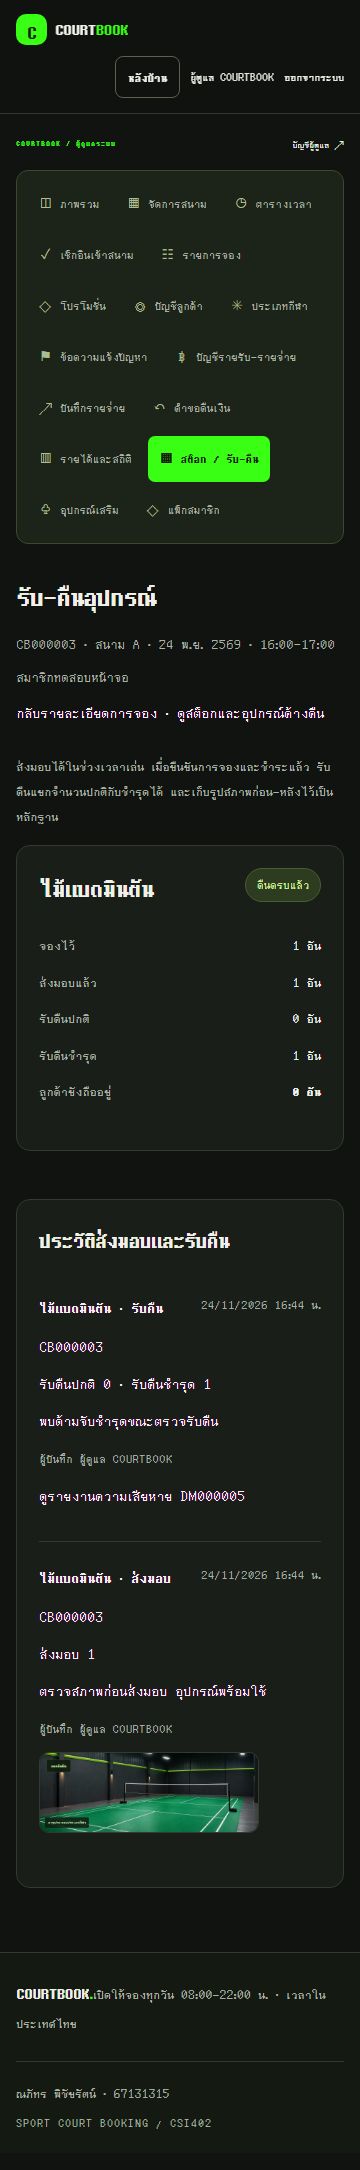 C COURTBOOK
หลังบ้าน ผู้ดูแล COURTBOOK ออกจากระบบ
COURTBOOK / ผู้ดูแลระบบ
บัญชีผู้ดูแล ↗
ภาพรวม จัดการสนาม ตารางเวลา
เช็กอินเข้าสนาม รายการจอง
โปรโมชั่น บัญชีลูกค้า ประเภทกีฬา
ข้อความแจ้งปัญหา ฿ บัญชีรายรับ-รายจ่าย
บันทึกรายจ่าย คำขอคืนเงิน
รายได้และสถิติ สต็อก / รับ-คืน
อุปกรณ์เสริม แพ็กสมาชิก
รับ-คืนอุปกรณ์
CB000003 · สนาม A · 24 พ.ย. 2569 · 16:00-17:00
สมาชิกทดสอบหน้าจอ
กลับรายละเอียดการจอง · ดูสต็อกและอุปกรณ์ค้างคืน
ส่งมอบได้ในช่วงเวลาเล่น เมื่อยืนยันการจองและชำระแล้ว รับ
คืนแยกจำนวนปกติกับชำรุดได้ และเก็บรูปสภาพก่อน-หลังไว้เป็น
หลักฐาน
ไม้แบดมินตัน
คืนครบแล้ว
จองไว้ 1 อัน
ส่งมอบแล้ว 1 อัน
รับคืนปกติ 0 อัน
รับคืนชำรุด 1 อัน
ลูกค้ายังถืออยู่ 0 อัน
ประวัติส่งมอบและรับคืน
ไม้แบดมินตัน · รับคืน 24/11/2026 16:44 น.
CB000003
รับคืนปกติ 0 · รับคืนชำรุด 1
พบด้ามจับชำรุดขณะตรวจรับคืน
ผู้บันทึก ผู้ดูแล COURTBOOK
ดูรายงานความเสียหาย DM000005
ไม้แบดมินตัน · ส่งมอบ 24/11/2026 16:44 น.
CB000003
ส่งมอบ 1
ตรวจสภาพก่อนส่งมอบ อุปกรณ์พร้อมใช้
ผู้บันทึก ผู้ดูแล COURTBOOK
COURTBOOK.เปิดให้จองทุกวัน 08:00-22:00 น. · เวลาใน
ประเทศไทย
ณภัทร พิชัยรัตน์ · 67131315
SPORT COURT BOOKING / CSI402